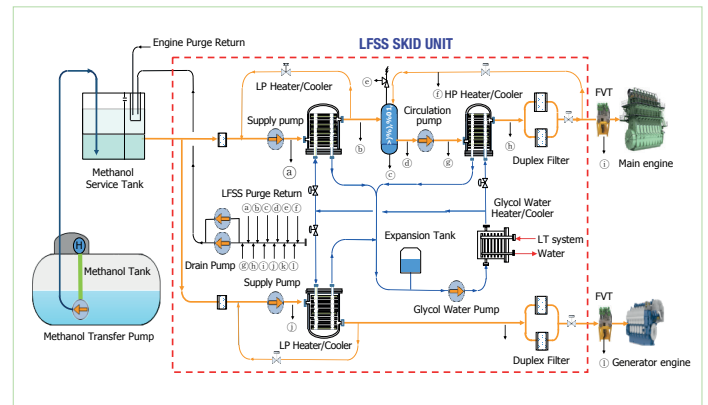 LFSS SKID UNIT
Engine Purge Return
LP Heater/Cooler
ⓔ
ⓕ
HP Heater/Cooler
Supply pump
Circulation
pump
FVT
ⓐ
ⓑ
ⓒ
ⓓ
ⓖ
ⓗ
Duplex Filter
ⓘ
Main engine
Methanol
Service Tank
LFSS Purge Return
ⓐ ⓑ ⓒ ⓓ ⓔ ⓕ
Glycol Water
Heater/Cooler
Expansion Tank
LT system
Water
H
Methanol Tank
Drain Pump
ⓖ ⓗ ⓘ ⓙ ⓚ ⓛ
Supply Pump
Glycol Water Pump
FVT
ⓙ
LP Heater/Cooler
Duplex Filter
Generator engine
Methanol Transfer Pump